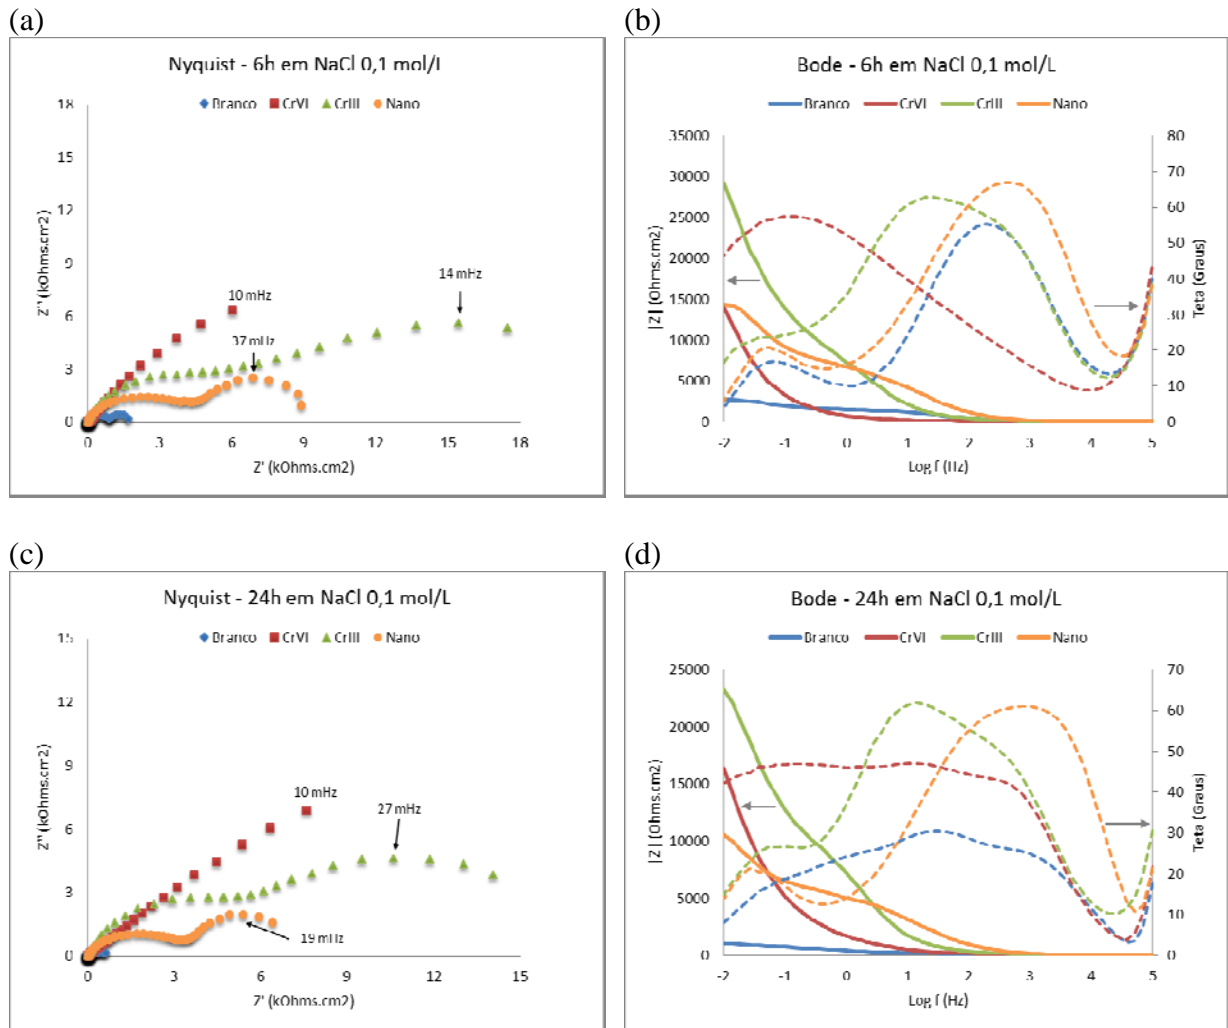 (a)
Nyquist - 6h em NaCl 0,1 mol/L
Branco CrVI CrIII Nano
18
15
12
9
6
3
0
Z'' (kOhms.cm2)
10 mHz
37 mHz
14 mHz
0 3 6 9 12 15 18
Z' (kOhms.cm2)
(b)
Bode - 6h em NaCl 0,1 mol/L
Branco CrVI CrIII Nano
35000
30000
25000
20000
15000
10000
5000
0
|Z| (Ohms.cm2)
80
70
60
50
40
30
20
10
0
Teta (Graus)
-2 -1 0 1 2 3 4 5
Log f (Hz)
(c)
Nyquist - 24h em NaCl 0,1 mol/L
Branco CrVI CrIII Nano
15
12
9
6
3
0
Z'' (kOhms.cm2)
10 mHz
27 mHz
19 mHz
0 3 6 9 12 15
Z' (kOhms.cm2)
(d)
Bode - 24h em NaCl 0,1 mol/L
Branco CrVI CrIII Nano
25000
20000
15000
10000
5000
0
|Z| (Ohms.cm2)
70
60
50
40
30
20
10
0
Teta (Graus)
-2 -1 0 1 2 3 4 5
Log f (Hz)